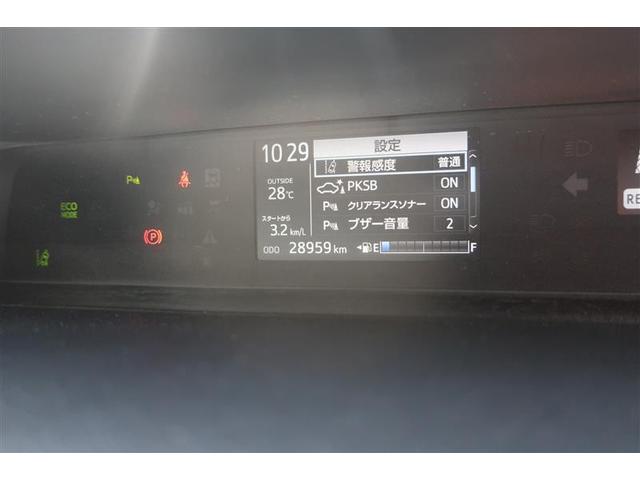 10 29
設定
警報感度 普通
OUTSIDE
28℃
PKSB ON
P クリアランスソナー ON
スタートから
3.2 km/L
P ブザー音量 2
ODO 28959 km
E F
P
ECO
MODE
P
RE